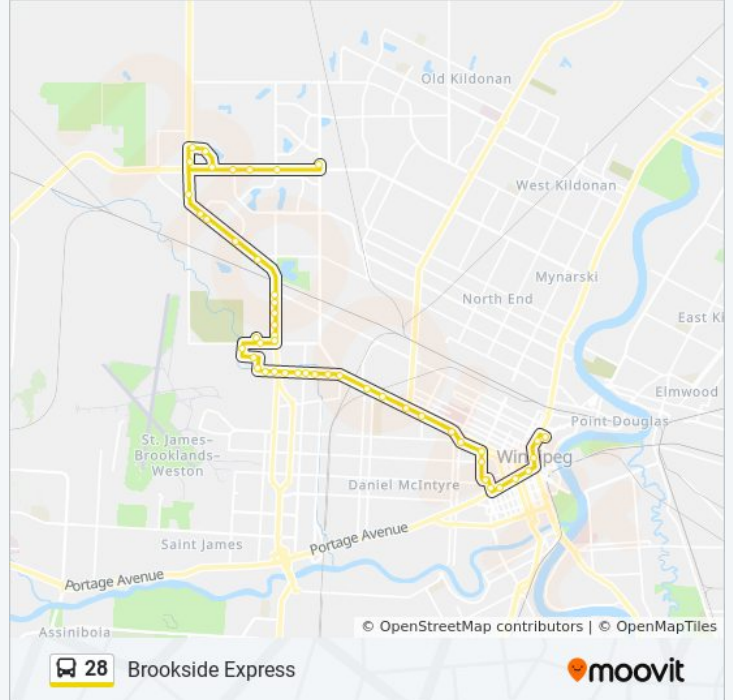 Old Kildonan
West Kildonan
Mynarski
North End
East Ki
Elmwood
Point Douglas
St. James–
Brooklands–
Weston
Winnipeg
Daniel McIntyre
Saint James
Portage Avenue
Portage Avenue
Assiniboia
© OpenStreetMap contributors | © OpenMapTiles
28 Brookside Express
moovit